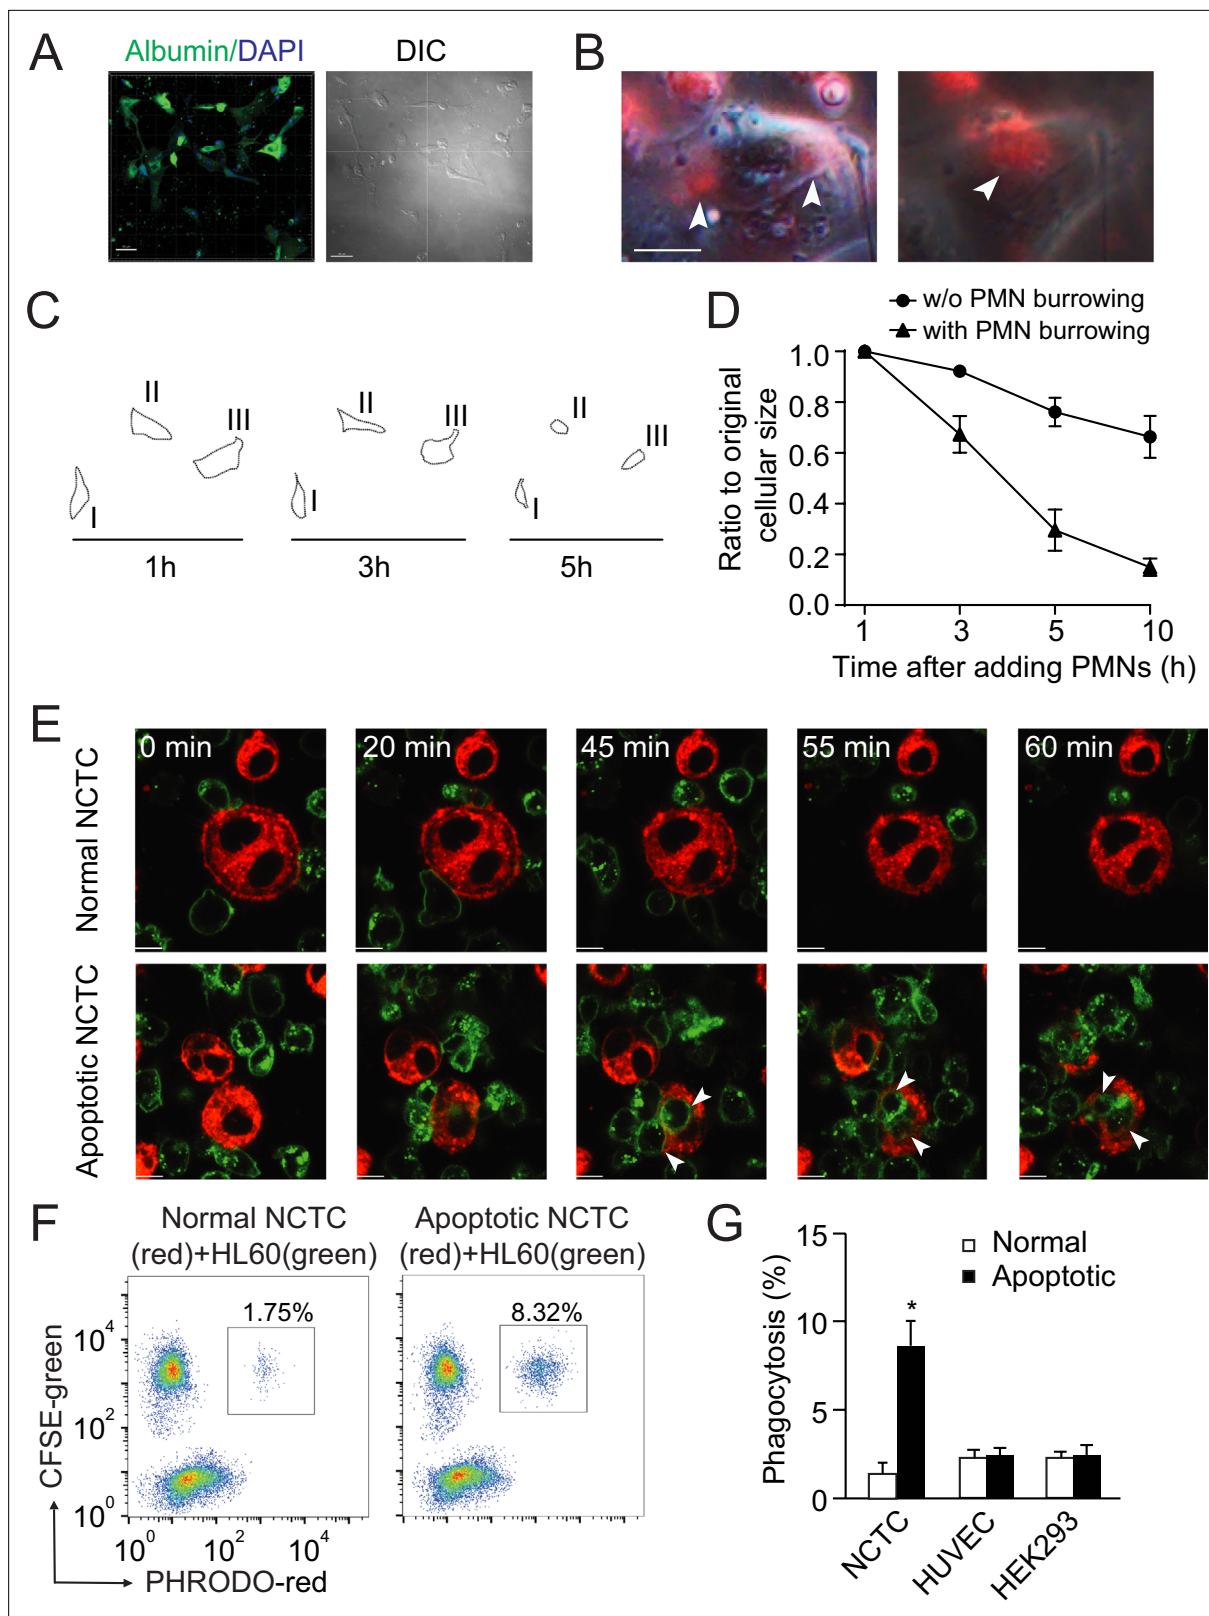 A
Albumin/DAPI
DIC
B
C
II
III
I
1h
II
III
I
3h
II
III
I
5h
D
w/o PMN burrowing
with PMN burrowing
Ratio to original
cellular size
1.0
0.8
0.6
0.4
0.2
0.0
1 3 5 10
Time after adding PMNs (h)
E
Normal NCTC
0 min 20 min 45 min 55 min 60 min
Apoptotic NCTC
F
Normal NCTC
(red)+HL60(green)
Apoptotic NCTC
(red)+HL60(green)
1.75%
8.32%
CFSE-green
10^4
10^2
10^0
10^0 10^2 10^4
PHRODO-red
G
Normal
Apoptotic
Phagocytosis (%)
15
10
5
0
*
NCTC
HUVEC
HEK293